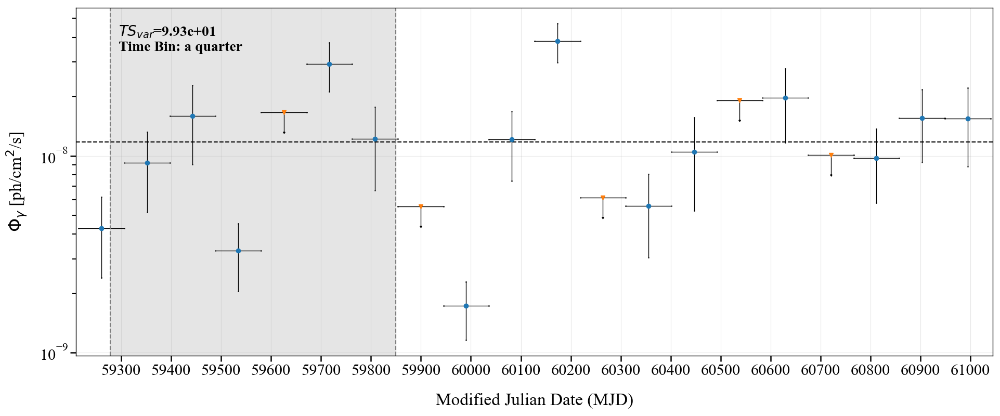 TS_var=9.93e+01
Time Bin: a quarter
Φ_γ [ph/cm²/s]
10⁻⁸
10⁻⁹
59300 59400 59500 59600 59700 59800 59900 60000 60100 60200 60300 60400 60500 60600 60700 60800 60900 61000
Modified Julian Date (MJD)